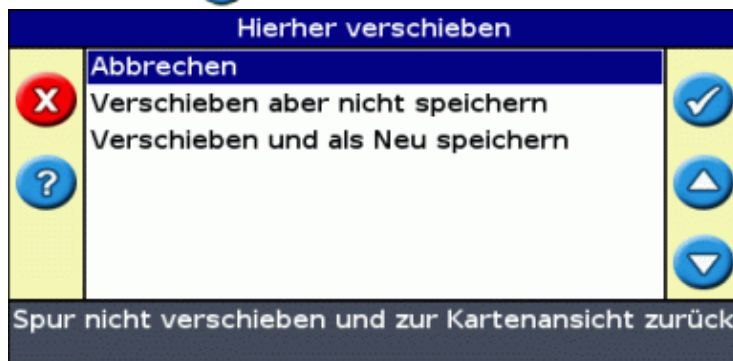 Hierher verschieben
Abbrechen
Verschieben aber nicht speichern
Verschieben und als Neu speichern
?
Spur nicht verschieben und zur Kartenansicht zurück